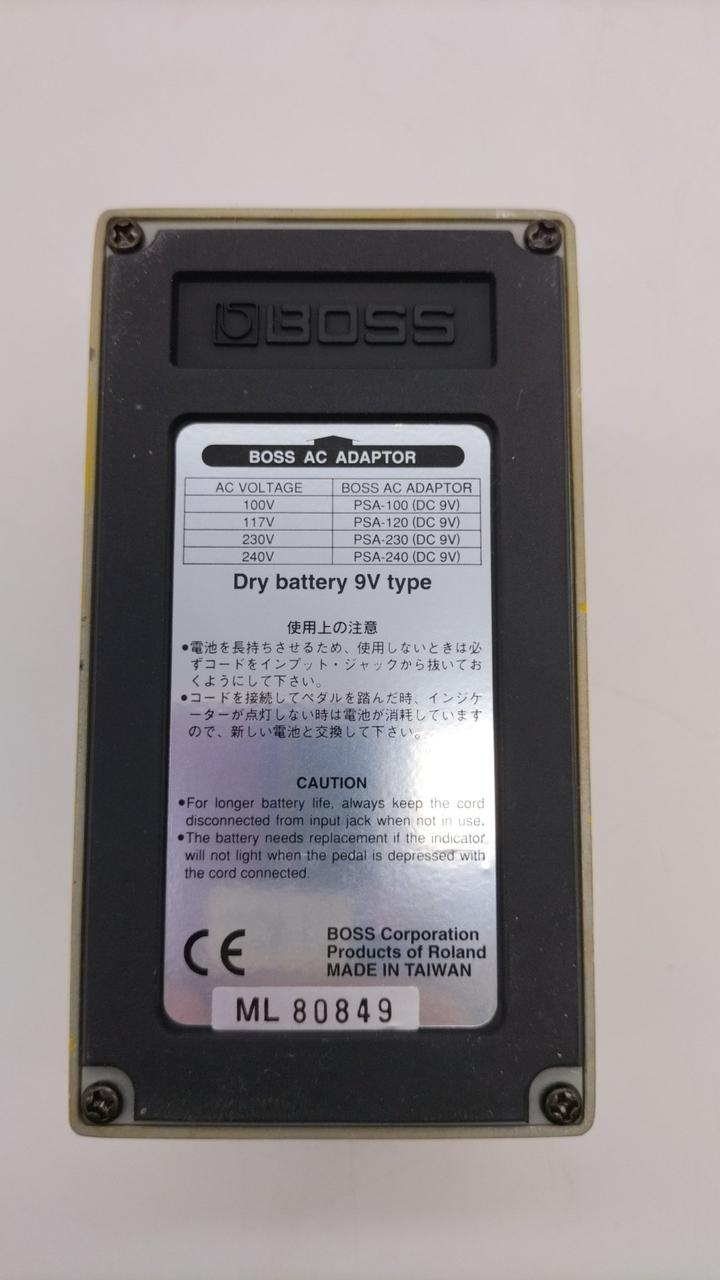 BOSS
BOSS AC ADAPTOR
AC VOLTAGE BOSS AC ADAPTOR
100V PSA-100 (DC 9V)
117V PSA-120 (DC 9V)
230V PSA-230 (DC 9V)
240V PSA-240 (DC 9V)
Dry battery 9V type
使用上の注意
●電池を長持ちさせるため、使用しないときは必
ずコードをインプット・ジャックから抜いてお
くようにして下さい。
●コードを接続してペダルを踏んだ時、インジケ
ーターが点灯しない時は電池が消耗しています
ので、新しい電池と交換して下さい。
CAUTION
●For longer battery life, always keep the cord
disconnected from input jack when not in use.
●The battery needs replacement if the indicator
will not light when the pedal is depressed with
the cord connected.
CE
BOSS Corporation
Products of Roland
MADE IN TAIWAN
ML 80849